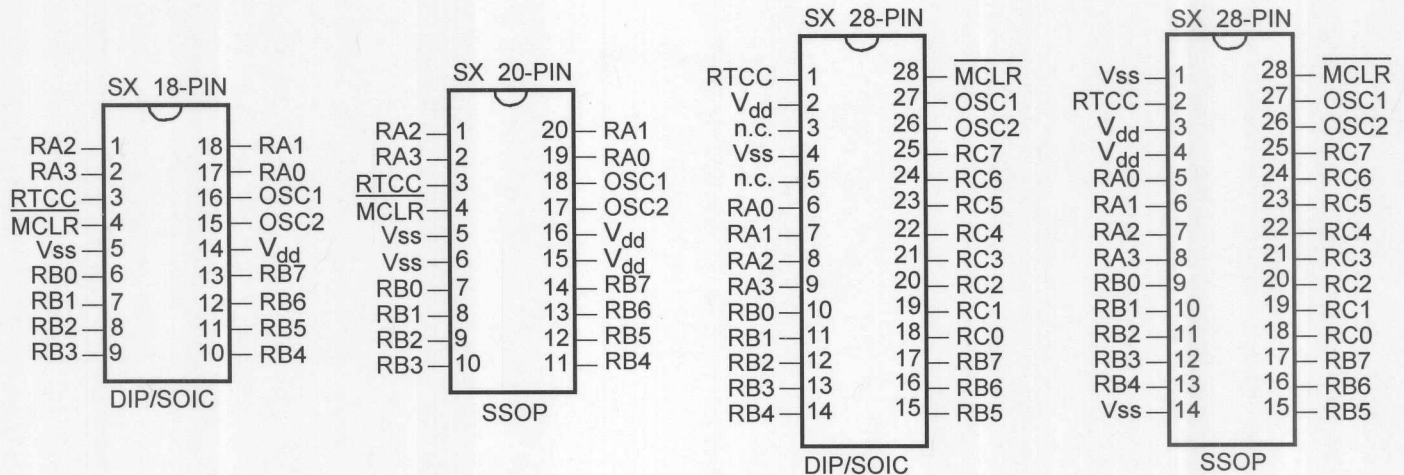 SX 18-PIN
RA2 1 18 RA1
RA3 2 17 RA0
RTCC 3 16 OSC1
MCLR 4 15 OSC2
Vss 5 14 Vdd
RB0 6 13 RB7
RB1 7 12 RB6
RB2 8 11 RB5
RB3 9 10 RB4
DIP/SOIC
SX 20-PIN
RA2 1 20 RA1
RA3 2 19 RA0
RTCC 3 18 OSC1
MCLR 4 17 OSC2
Vss 5 16 Vdd
Vss 6 15 Vdd
RB0 7 14 RB7
RB1 8 13 RB6
RB2 9 12 RB5
RB3 10 11 RB4
SSOP
SX 28-PIN
RTCC 1 28 MCLR
Vdd 2 27 OSC1
n.c. 3 26 OSC2
Vss 4 25 RC7
n.c. 5 24 RC6
RA0 6 23 RC5
RA1 7 22 RC4
RA2 8 21 RC3
RA3 9 20 RC2
RB0 10 19 RC1
RB1 11 18 RC0
RB2 12 17 RB7
RB3 13 16 RB6
RB4 14 15 RB5
DIP/SOIC
SX 28-PIN
Vss 1 28 MCLR
RTCC 2 27 OSC1
Vdd 3 26 OSC2
Vdd 4 25 RC7
RA0 5 24 RC6
RA1 6 23 RC5
RA2 7 22 RC4
RA3 8 21 RC3
RB0 9 20 RC2
RB1 10 19 RC1
RB2 11 18 RC0
RB3 12 17 RB7
RB4 13 16 RB6
Vss 14 15 RB5
SSOP